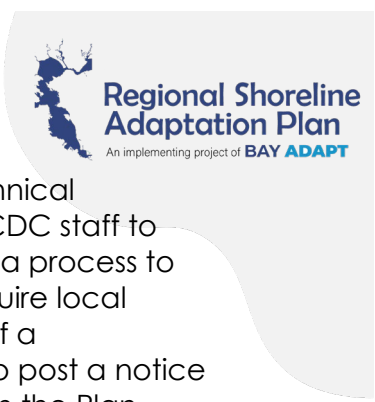 Regional Shoreline
Adaptation Plan
An implementing project of BAY ADAPT
hnical
CDC staff to
a process to
uire local
f a
o post a notice
the Plan